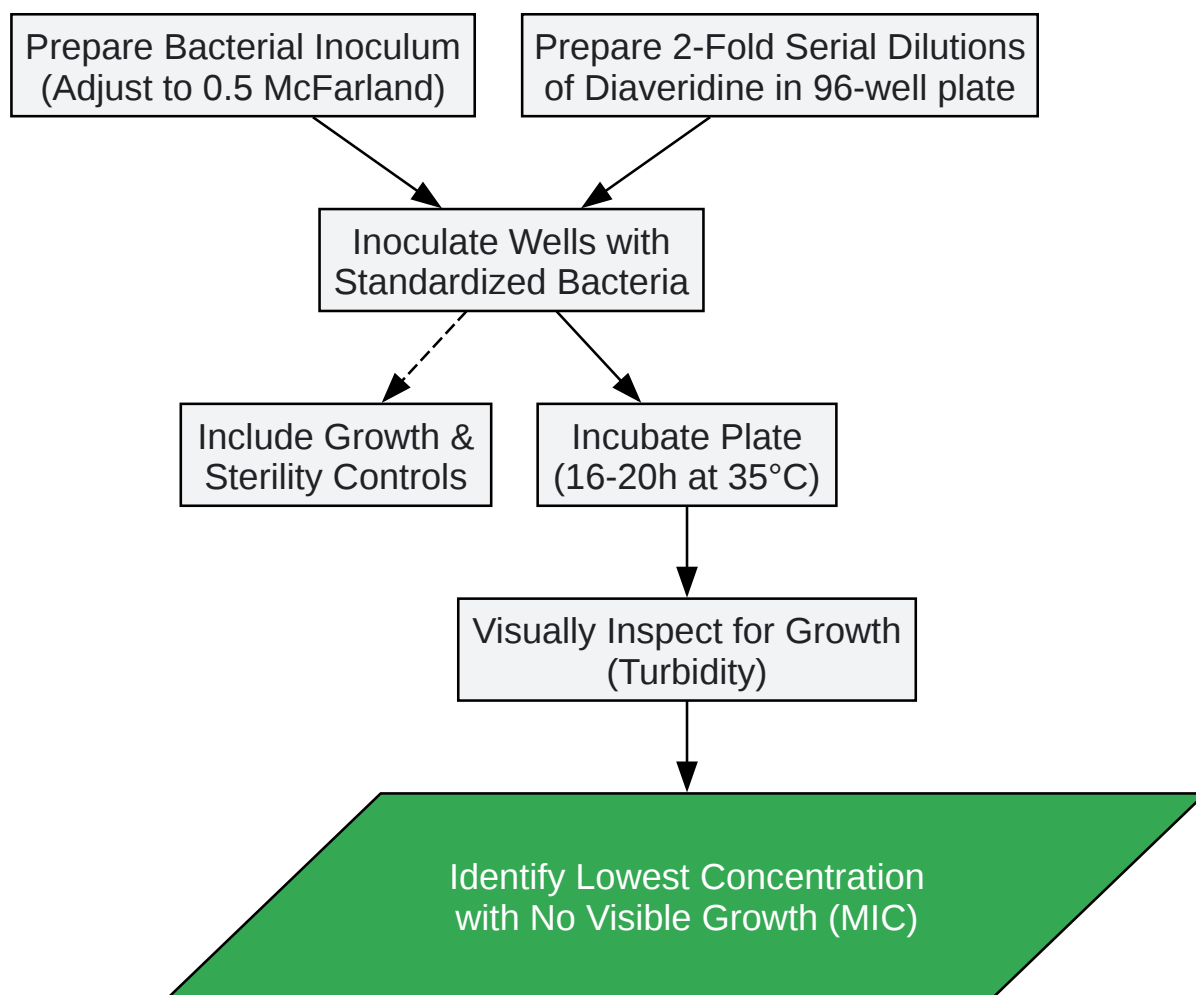 Prepare Bacterial Inoculum
(Adjust to 0.5 McFarland)
Prepare 2-Fold Serial Dilutions
of Diaveridine in 96-well plate
Inoculate Wells with
Standardized Bacteria
Include Growth &
Sterility Controls
Incubate Plate
(16-20h at 35°C)
Visually Inspect for Growth
(Turbidity)
Identify Lowest Concentration
with No Visible Growth (MIC)